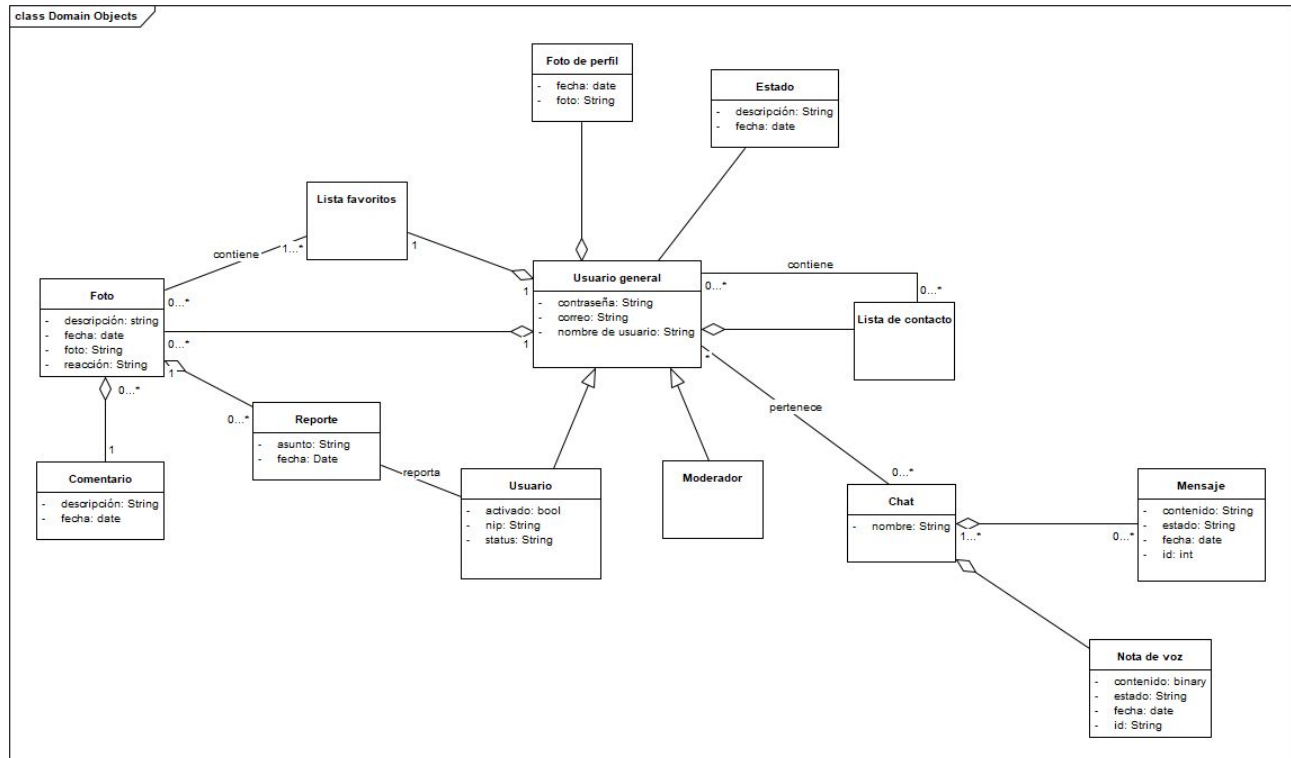 class Domain Objects
Foto de perfil
- fecha: date
- foto: String
Estado
- descripción: String
- fecha: date
Lista favoritos
contiene
1...*
0...*
1
1
Usuario general
- contraseña: String
- correo: String
- nombre de usuario: String
contiene
0...*
0...*
Lista de contacto
Foto
- descripción: string
- fecha: date
- foto: String
- reacción: String
0...*
1
1
0...*
0...*
Reporte
- asunto: String
- fecha: Date
reporta
1
Comentario
- descripción: String
- fecha: date
Usuario
- activado: bool
- nip: String
- status: String
Moderador
*
pertenece
0...*
Chat
- nombre: String
1...*
0...*
Mensaje
- contenido: String
- estado: String
- fecha: date
- id: int
Nota de voz
- contenido: binary
- estado: String
- fecha: date
- id: String